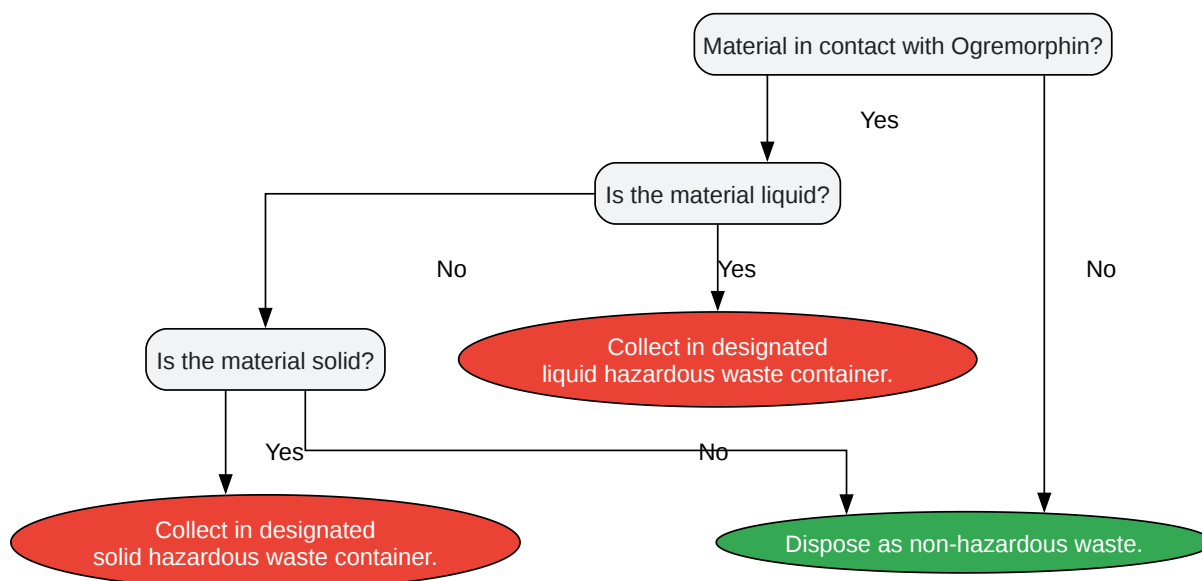 Material in contact with Ogremorphin?
Yes
Is the material liquid?
No
Yes
No
Is the material solid?
Collect in designated
liquid hazardous waste container.
Yes
No
Collect in designated
solid hazardous waste container.
Dispose as non-hazardous waste.